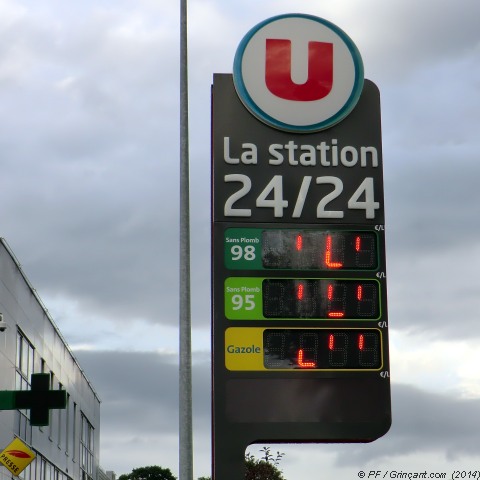 U
La station
24/24
€/L
Sans Plomb
98
€/L
Sans Plomb
95
€/L
Gazole
€/L
PRESSE
© PF / Grinçant.com (2014)